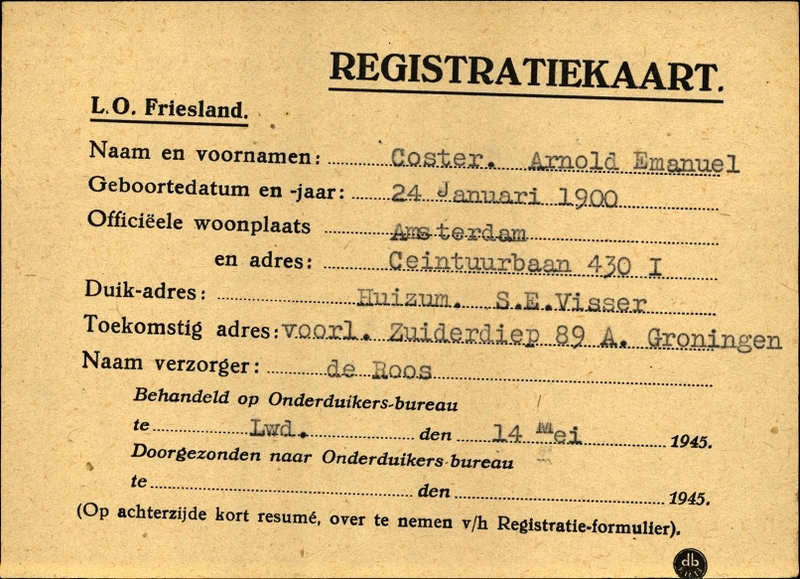 REGISTRATIEKAART.
L.O. Friesland.
Naam en voornamen: Coster. Arnold Emanuel
Geboortedatum en -jaar: 24 Januari 1900
Officiëele woonplaats Amsterdam
en adres: Ceintuurbaan 430 I
Duik-adres: Huizum. S.E.Visser
Toekomstig adres: voorl. Zuiderdiep 89 A. Groningen
Naam verzorger: de Roos
Behandeld op Onderduikers-bureau
te Lwd. den 14 Mei 1945.
Doorgezonden naar Onderduikers-bureau
te den 1945.
(Op achterzijde kort resumé, over te nemen v/h Registratie-formulier).
db